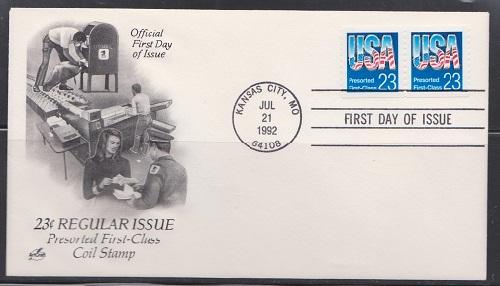 Official
First Day
of Issue
USA
Presorted
First-Class
23
USA
Presorted
First-Class
23
KANSAS CITY, MO
JUL
21
1992
64108
FIRST DAY OF ISSUE
23¢ REGULAR ISSUE
Presorted First-Class
Coil Stamp